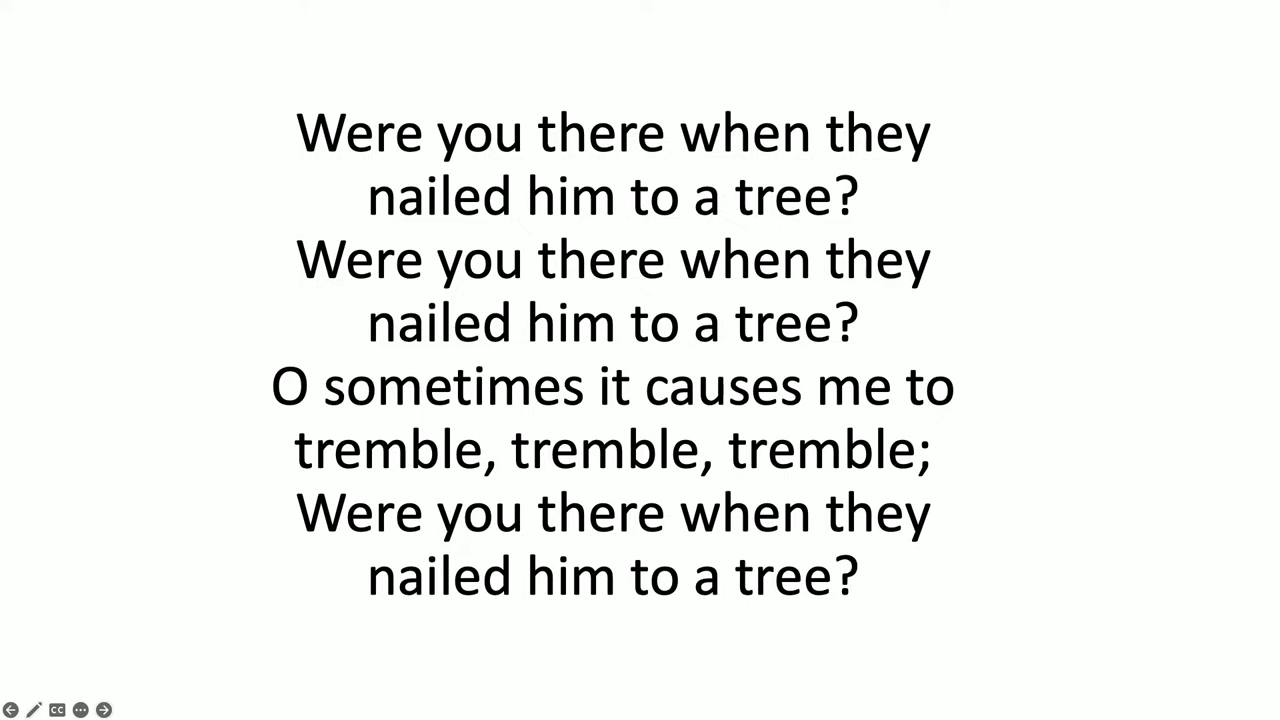 Were you there when they
nailed him to a tree?
Were you there when they
nailed him to a tree?
O sometimes it causes me to
tremble, tremble, tremble;
Were you there when they
nailed him to a tree?
CC